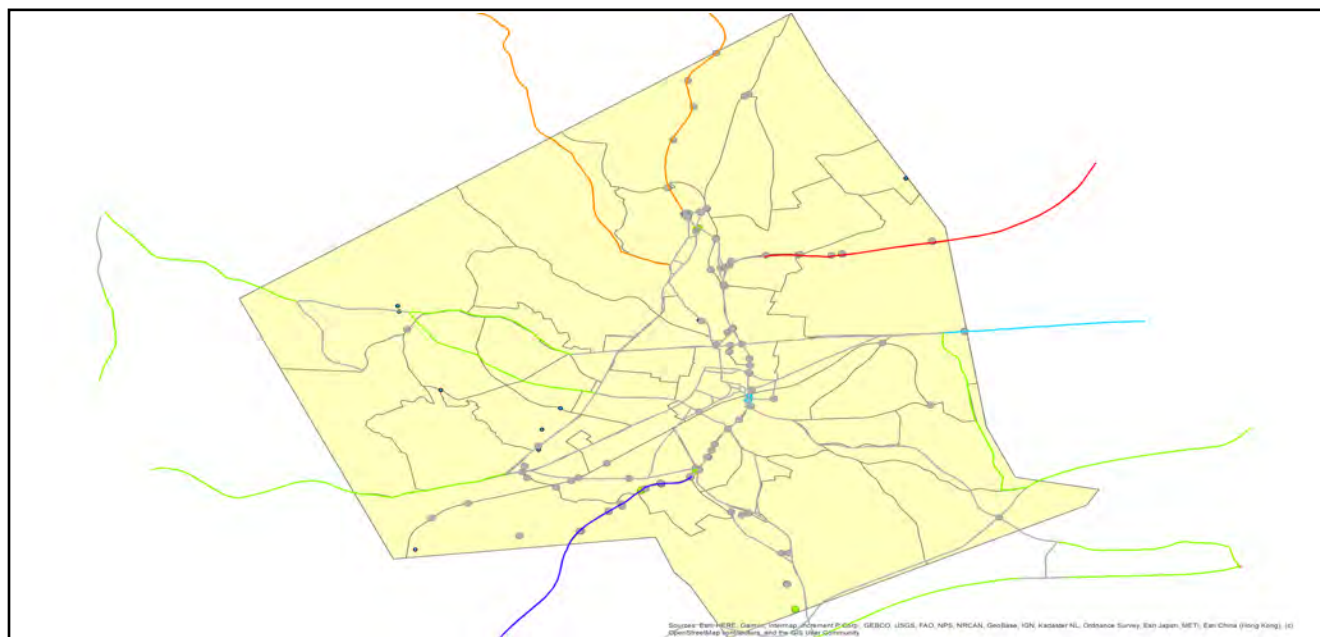 Sources: Esri, HERE, Garmin, Intermap, increment P Corp., GEBCO, USGS, FAO, NPS, NRCAN, GeoBase, IGN, Kadaster NL, Ordnance Survey, Esri Japan, METI, Esri China (Hong Kong), (c)
OpenStreetMap contributors, and the GIS User Community